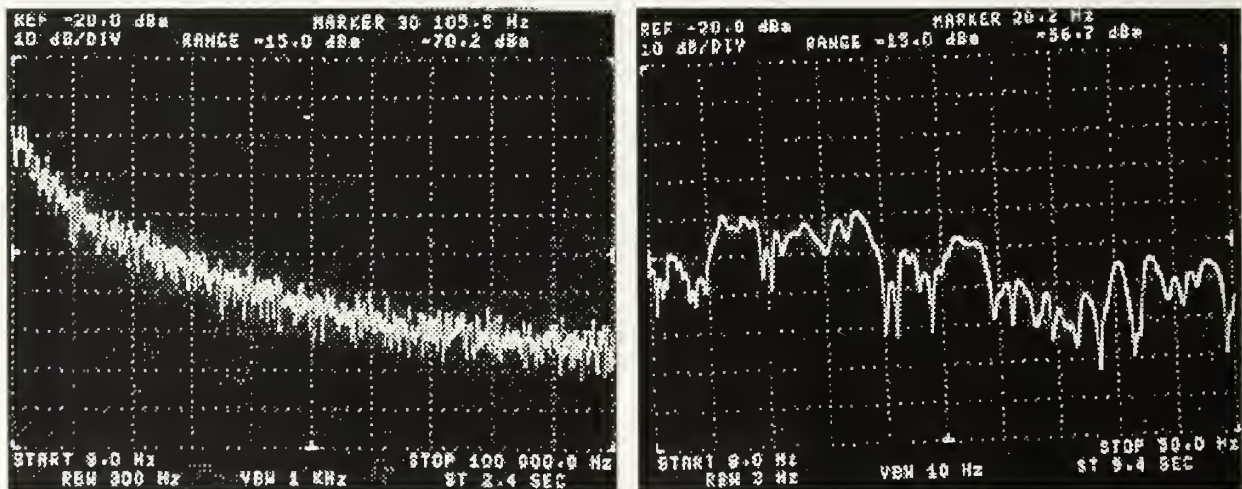 REF -20.0 dBm MARKER 30 105.5 Hz
10 dB/DIV RANGE -15.0 dBm -70.2 dBm
START 0.0 Hz STOP 100 000.0 Hz
RBW 300 Hz VBW 1 KHz ST 2.4 SEC
REF -20.0 dBm MARKER 20.2 Hz
10 dB/DIV RANGE -15.0 dBm -56.7 dBm
START 0.0 Hz STOP 50.0 Hz
RBW 3 Hz VBW 10 Hz ST 9.4 SEC